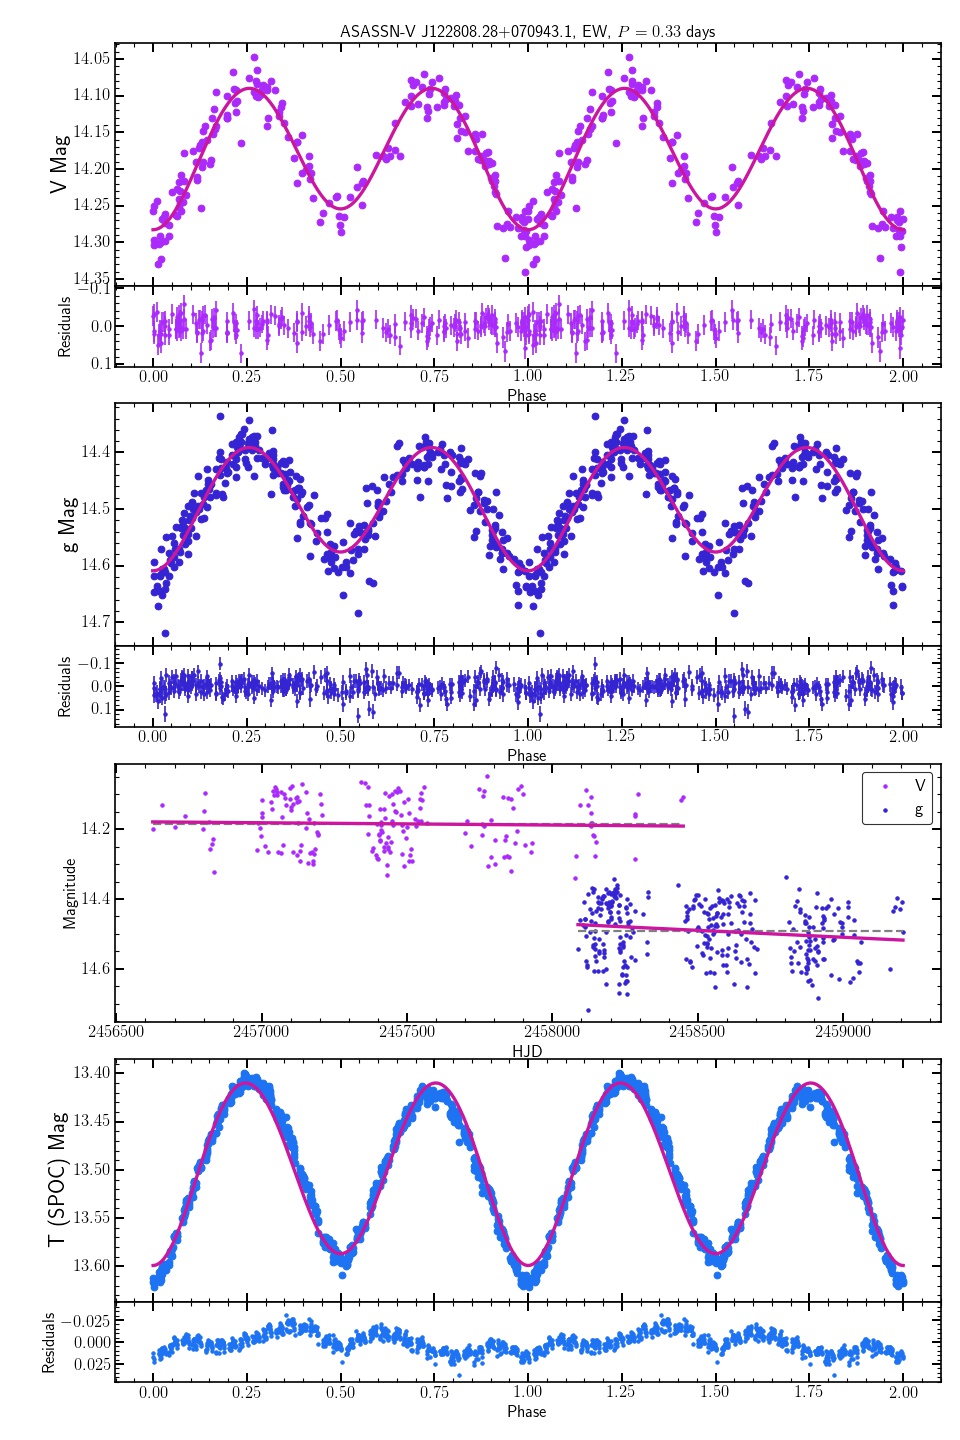 ASASSN-V J122808.28+070943.1, EW, P = 0.33 days
14.05
14.10
14.15
14.20
14.25
14.30
14.35
V Mag
−0.1
0.0
0.1
Residuals
0.00 0.25 0.50 0.75 1.00 1.25 1.50 1.75 2.00
Phase
14.4
14.5
14.6
14.7
g Mag
−0.1
0.0
0.1
Residuals
0.00 0.25 0.50 0.75 1.00 1.25 1.50 1.75 2.00
Phase
V
g
14.2
14.4
14.6
Magnitude
2456500 2457000 2457500 2458000 2458500 2459000
HJD
13.40
13.45
13.50
13.55
13.60
T (SPOC) Mag
−0.025
0.000
0.025
Residuals
0.00 0.25 0.50 0.75 1.00 1.25 1.50 1.75 2.00
Phase